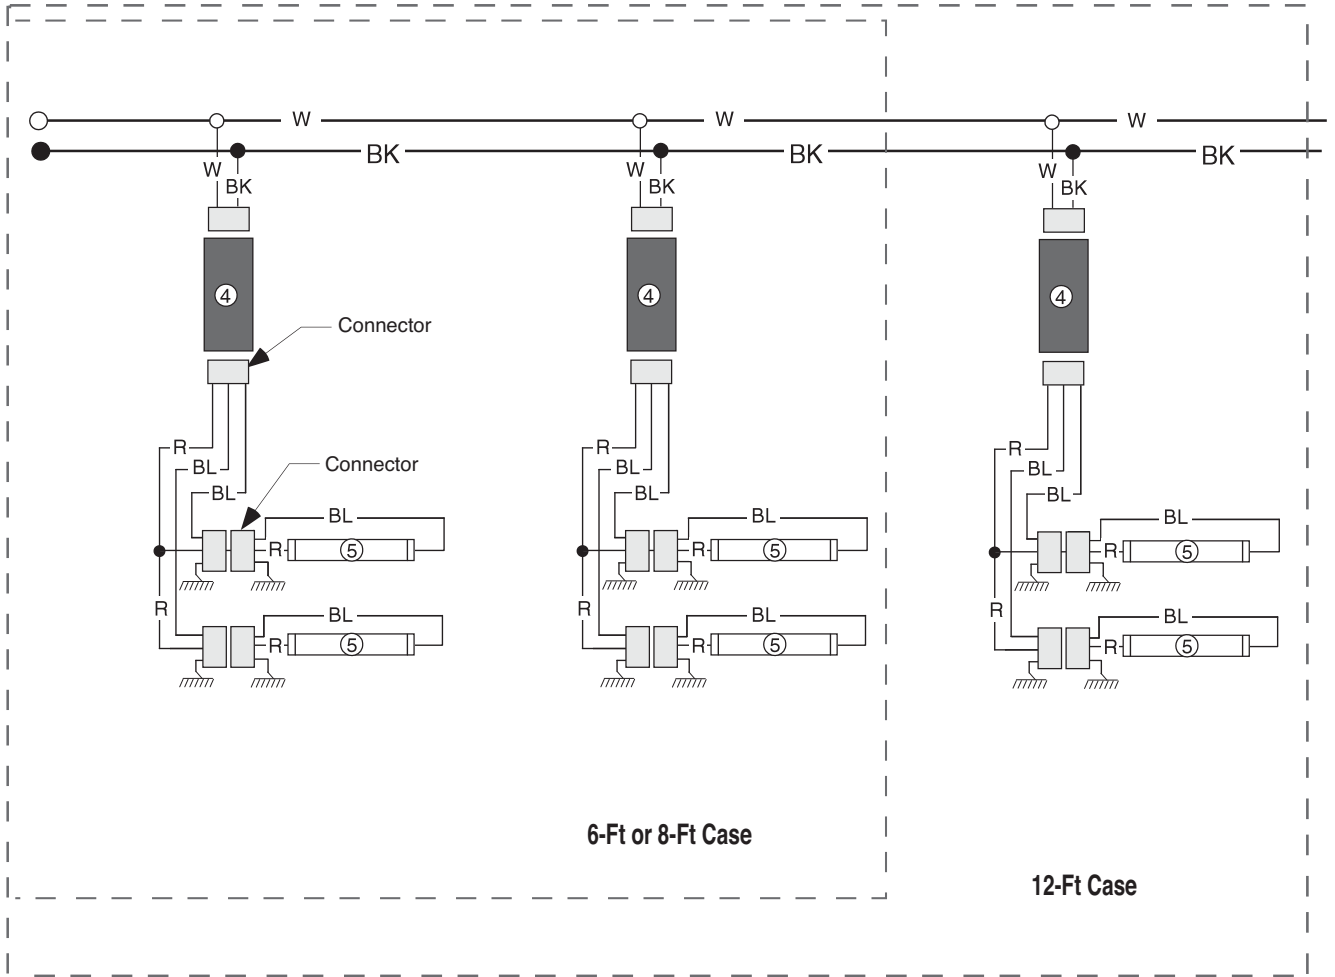 W W W
BK BK BK
W BK W BK W BK
4 4 4
Connector
R R R
BL BL BL
Connector
BL BL BL
BL BL BL
R 5 R 5 R 5
R R R
BL BL BL
R 5 R 5 R 5
6-Ft or 8-Ft Case
12-Ft Case